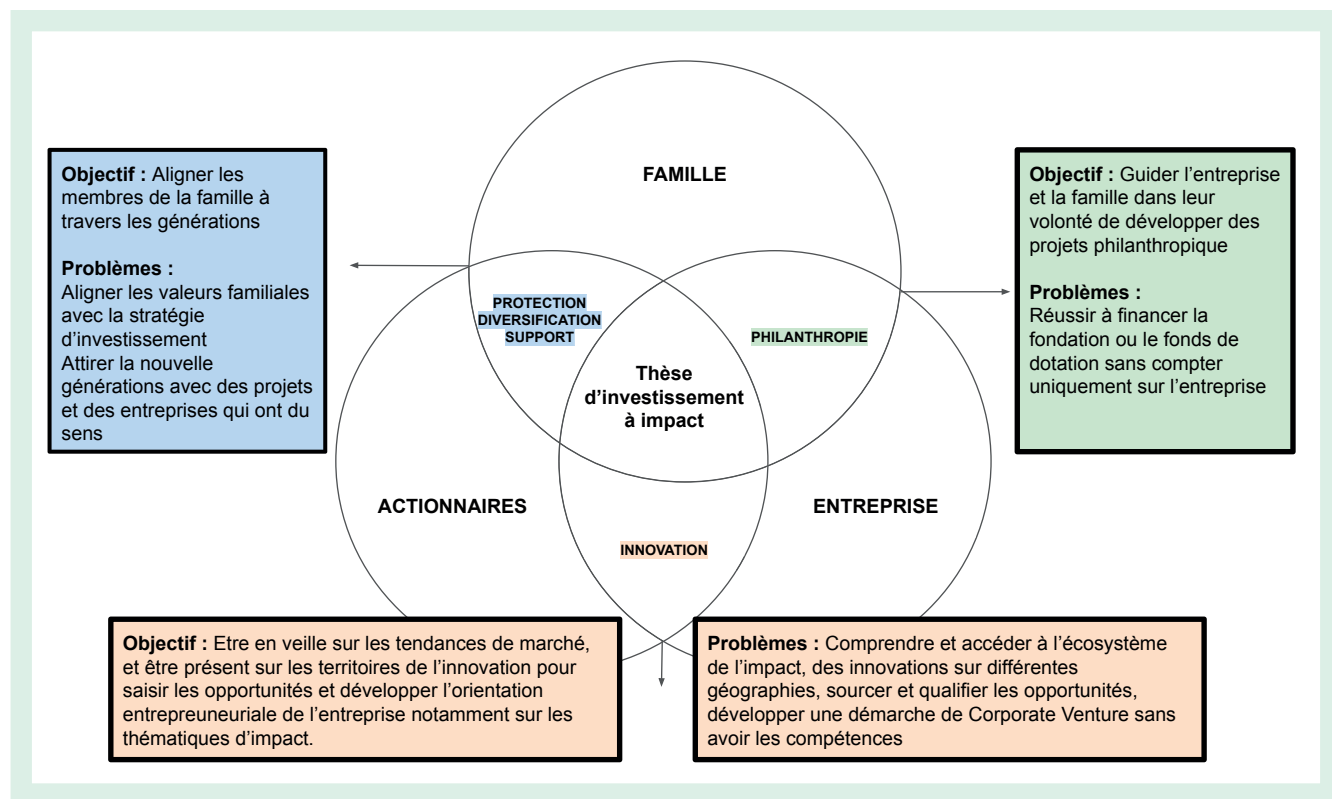 FAMILLE
Objectif : Aligner les
membres de la famille à
travers les générations
Problèmes :
Aligner les valeurs familiales
avec la stratégie
d’investissement
Attirer la nouvelle
générations avec des projets
et des entreprises qui ont du
sens
Objectif : Guider l’entreprise
et la famille dans leur
volonté de développer des
projets philanthropique
Problèmes :
Réussir à financer la
fondation ou le fonds de
dotation sans compter
uniquement sur l’entreprise
PROTECTION
DIVERSIFICATION
SUPPORT
PHILANTHROPIE
Thèse
d’investissement
à impact
ACTIONNAIRES
ENTREPRISE
INNOVATION
Objectif : Etre en veille sur les tendances de marché,
et être présent sur les territoires de l’innovation pour
saisir les opportunités et développer l’orientation
entrepreuneuriale de l’entreprise notamment sur les
thématiques d’impact.
Problèmes : Comprendre et accéder à l’écosystème
de l’impact, des innovations sur différentes
géographies, sourcer et qualifier les opportunités,
développer une démarche de Corporate Venture sans
avoir les compétences